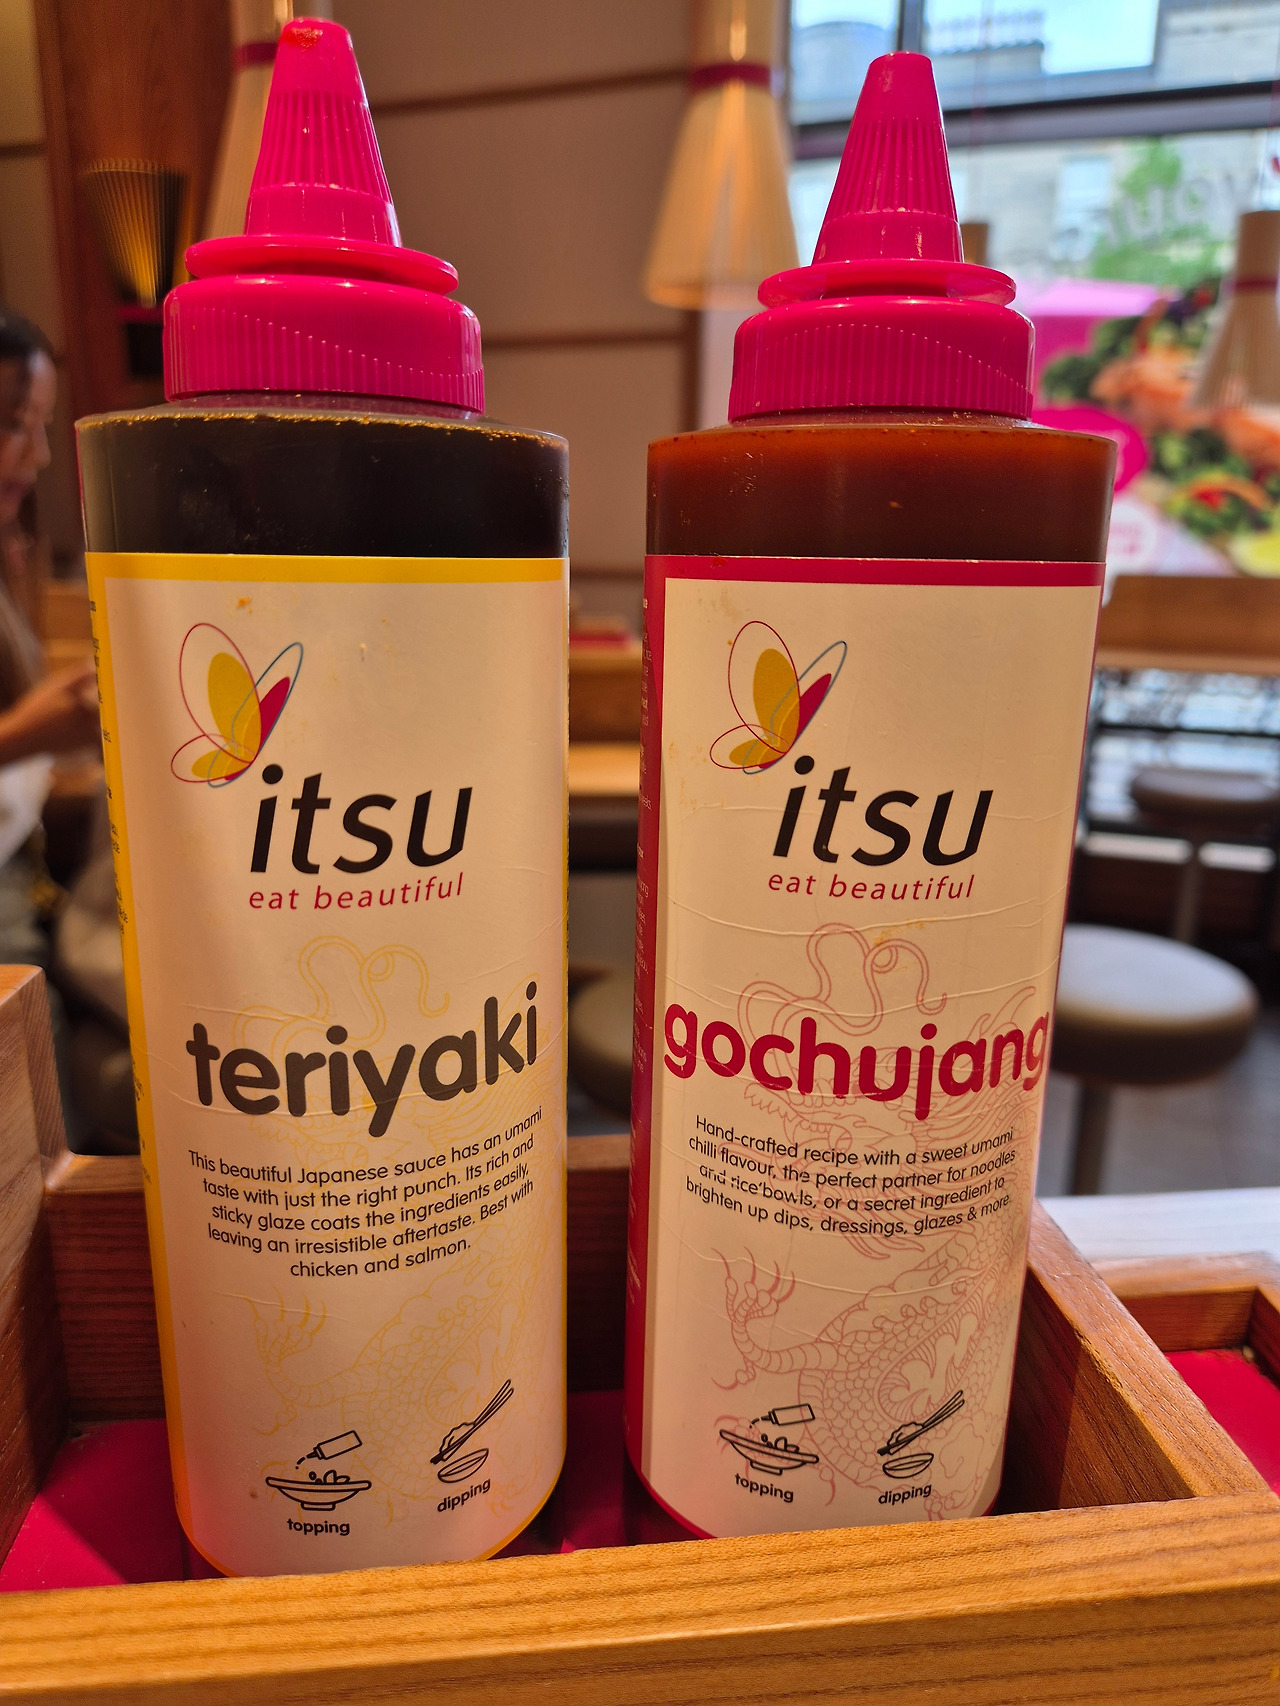 itsu
eat beautiful
teriyaki
This beautiful Japanese sauce has an umami
taste with just the right punch. Its rich and
sticky glaze coats the ingredients easily,
leaving an irresistible aftertaste. Best with
chicken and salmon.
topping
dipping
itsu
eat beautiful
gochujang
Hand-crafted recipe with a sweet umami
chilli flavour, the perfect partner for noodles
and rice bowls, or a secret ingredient to
brighten up dips, dressings, glazes & more.
topping
dipping